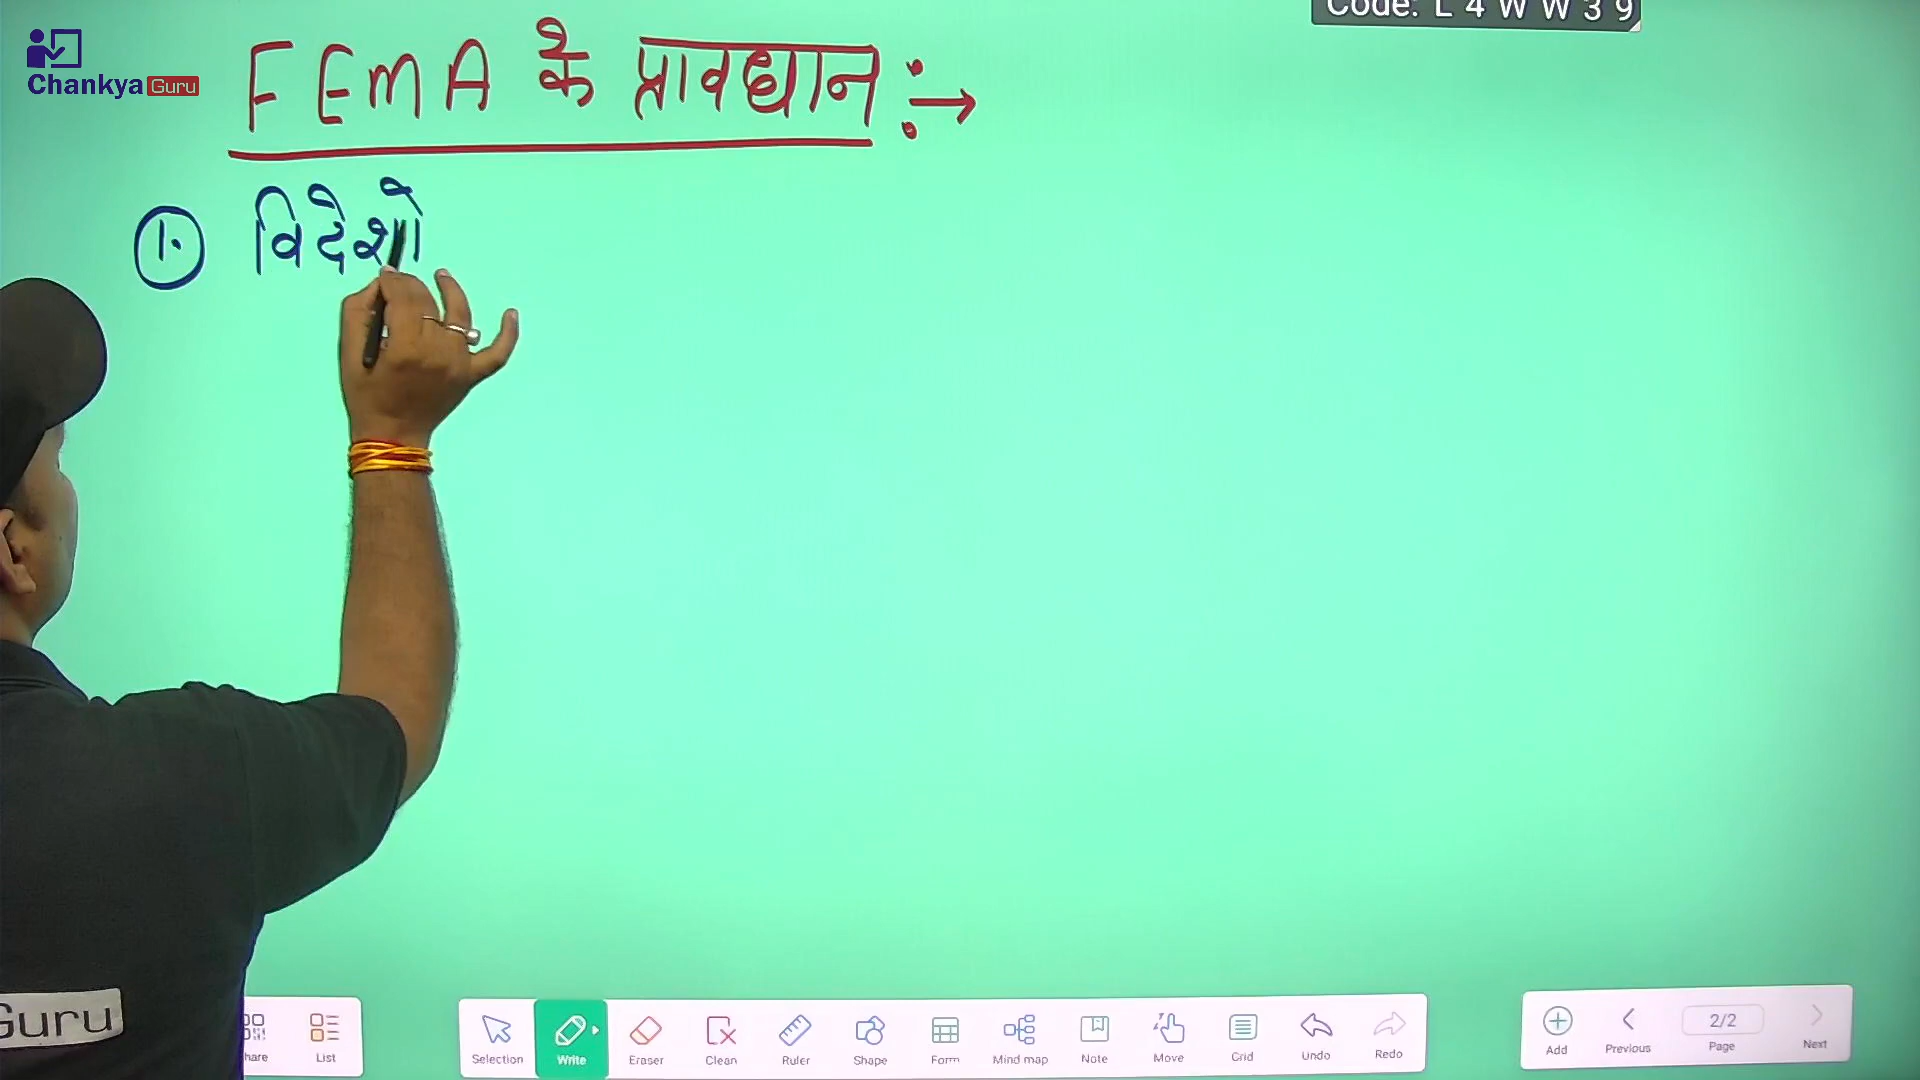 Code: L 4 W W 3 9
Chankya Guru
FEMA के प्रावधान :→
1. विदेशो
Guru
hare List Selection Write Eraser Clean Ruler Shape Form Mind map Note Move Grid Undo Redo Add Previous 2/2 Page Next